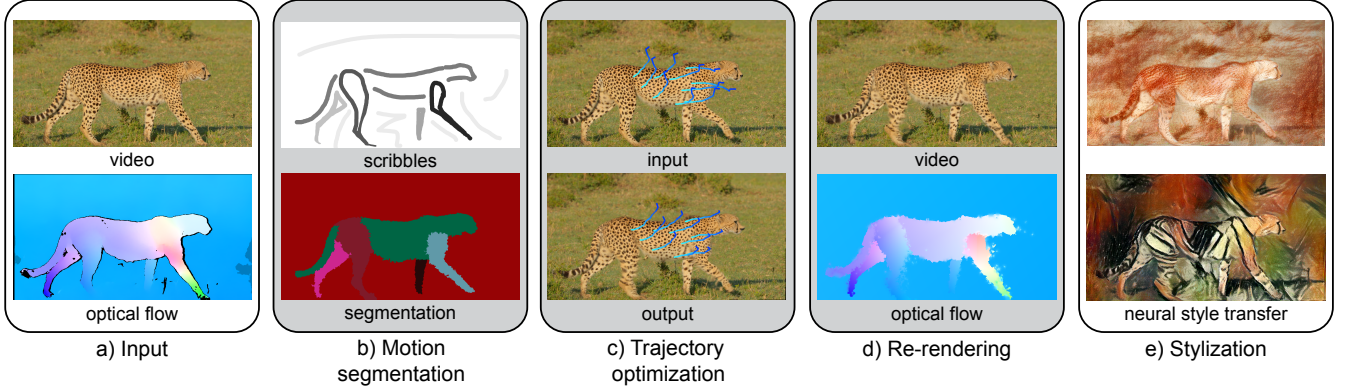 video
optical flow
a) Input
scribbles
segmentation
b) Motion
segmentation
input
output
c) Trajectory
optimization
video
optical flow
d) Re-rendering
neural style transfer
e) Stylization